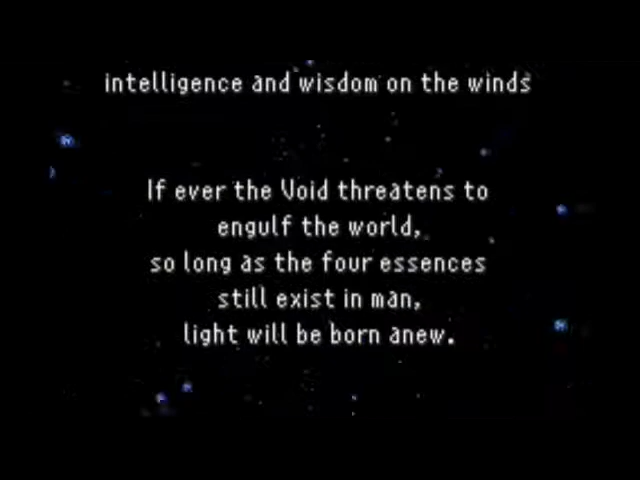 intelligence and wisdom on the winds
If ever the Void threatens to
engulf the world,
so long as the four essences
still exist in man,
light will be born anew.